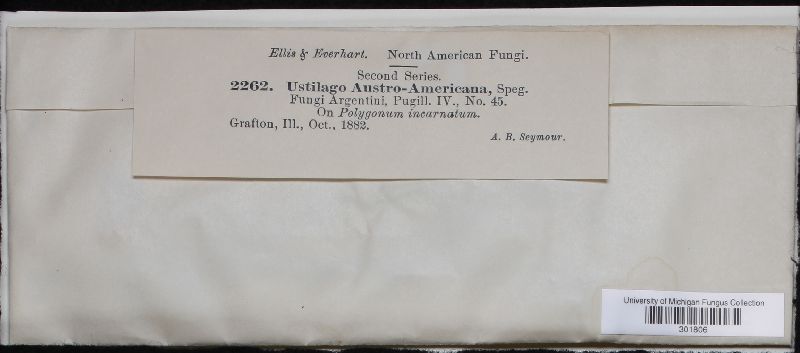 Ellis & Everhart. North American Fungi.
Second Series.
2262. Ustilago Austro-Americana, Speg.
Fungi Argentini, Pugill. IV., No. 45.
On Polygonum incarnatum.
Grafton, Ill., Oct., 1882.
A. B. Seymour.
University of Michigan Fungus Collection
301806